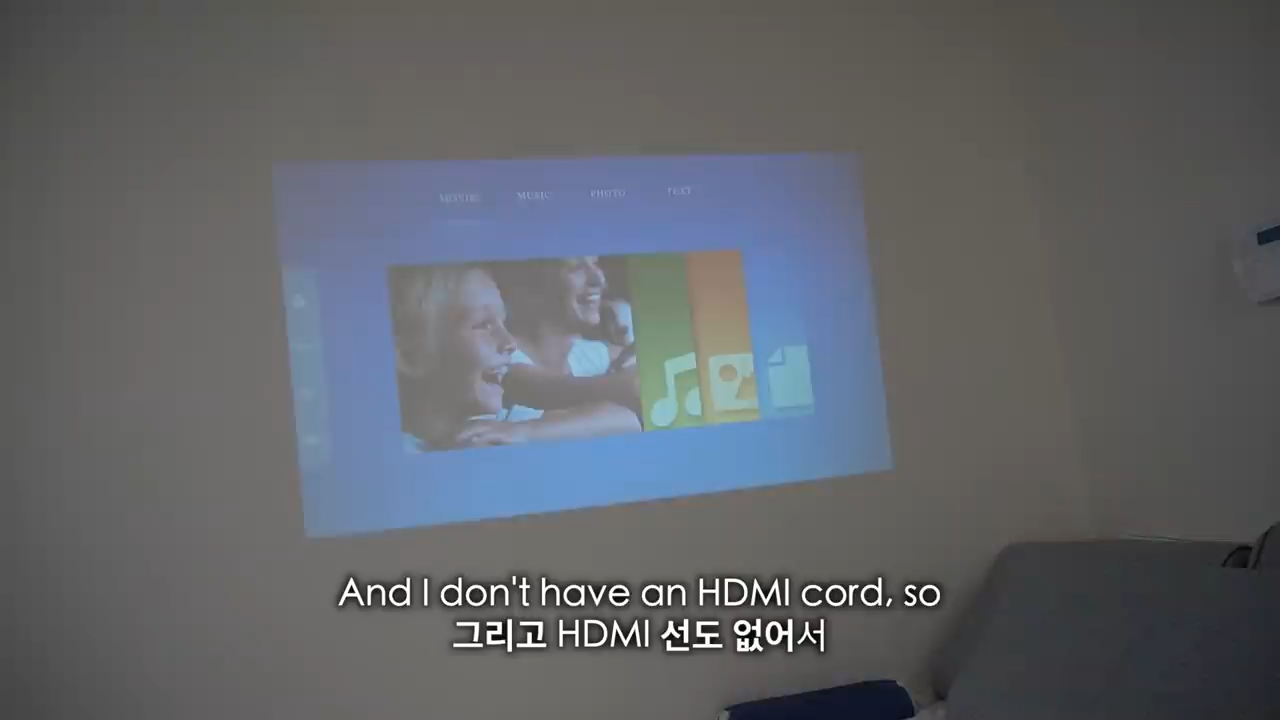 MOVIE
MUSIC
PHOTO
TEXT
And I don't have an HDMI cord, so
그리고 HDMI 선도 없어서